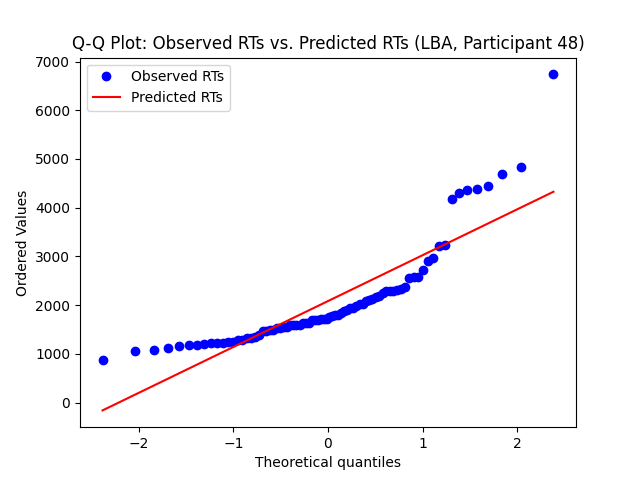 Q-Q Plot: Observed RTs vs. Predicted RTs (LBA, Participant 48)
Observed RTs
Predicted RTs
7000
6000
5000
4000
3000
2000
1000
0
Ordered Values
−2
−1
0
1
2
Theoretical quantiles